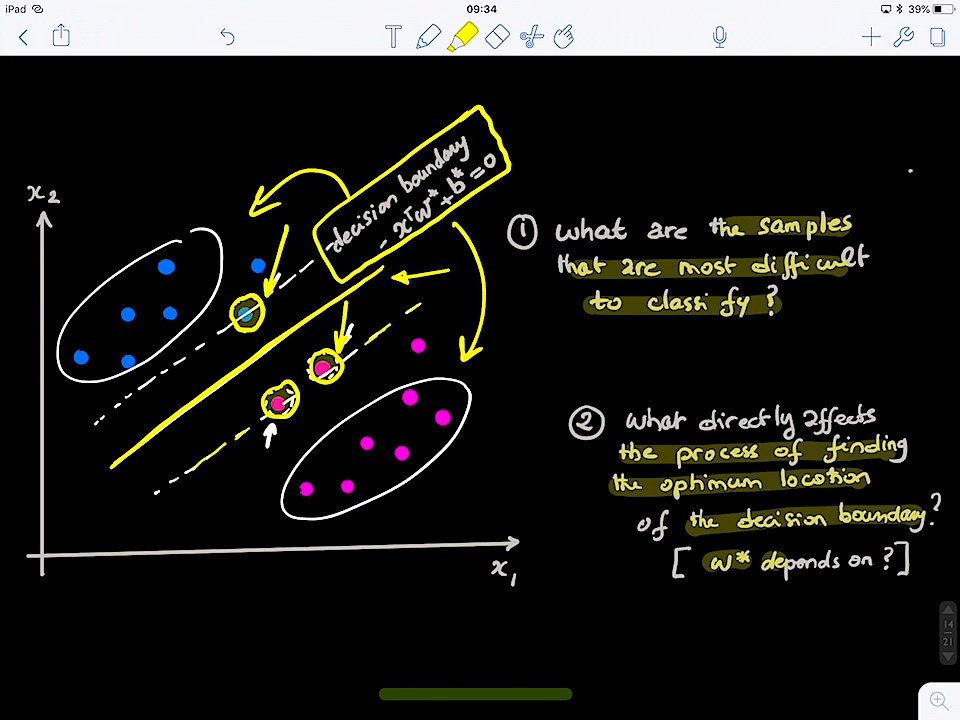 iPad
09:34
39%
T
x2
decision boundary
xᵀw* + b* = 0
x1
1 What are the samples
that are most difficult
to classify?
2 What directly affects
the process of finding
the optimum location
of the decision boundary?
[ w* depends on ? ]
14
21